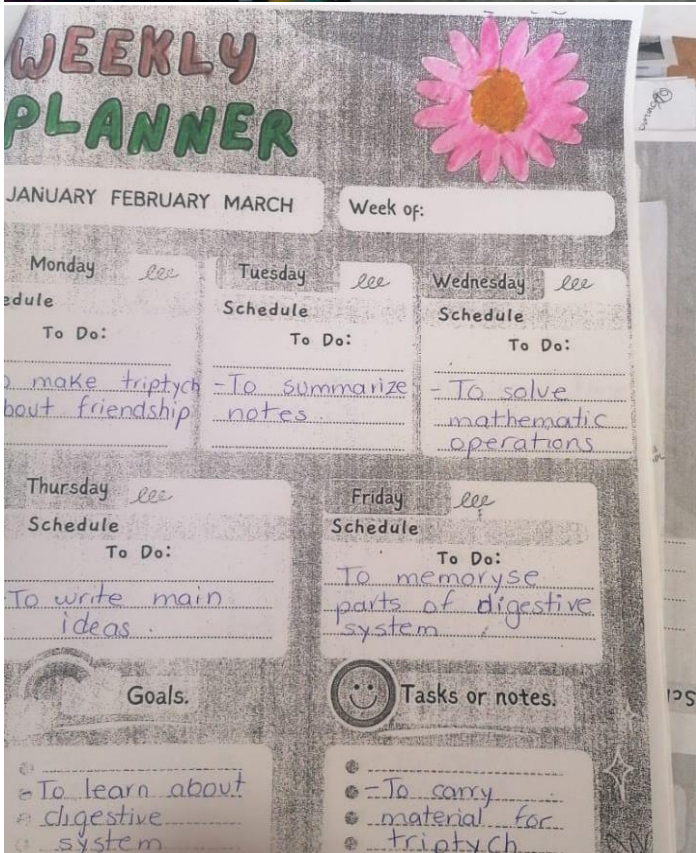 WEEKLY
PLANNER
JANUARY FEBRUARY MARCH
Week of:
Monday
edule
To Do:
make triptych
bout friendship
Tuesday
Schedule
To Do:
-To summarize
notes.
Wednesday
Schedule
To Do:
- To solve
mathematic
operations
Thursday
Schedule
To Do:
To write main
ideas.
Friday
Schedule
To Do:
To memoryse
parts of digestive
system.
Goals.
-To learn about
digestive
system
Tasks or notes.
-To carry
material for
triptych